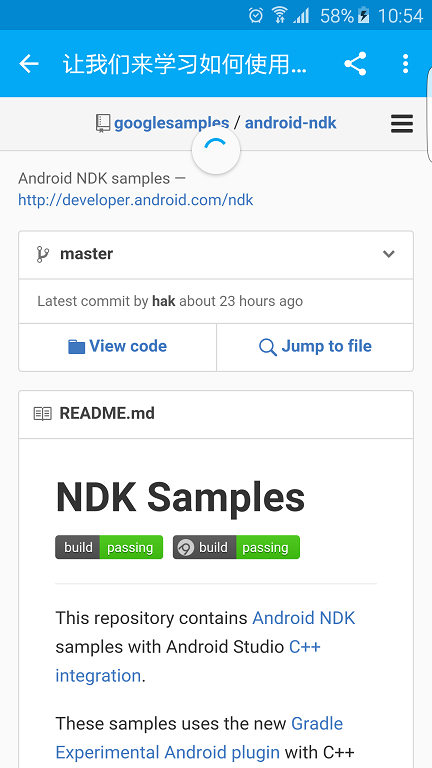 58% 10:54
让我们来学习如何使用...
googlesamples / android-ndk
Android NDK samples —
http://developer.android.com/ndk
master
Latest commit by hak about 23 hours ago
View code Jump to file
README.md
NDK Samples
build passing build passing
This repository contains Android NDK
samples with Android Studio C++
integration.
These samples uses the new Gradle
Experimental Android plugin with C++